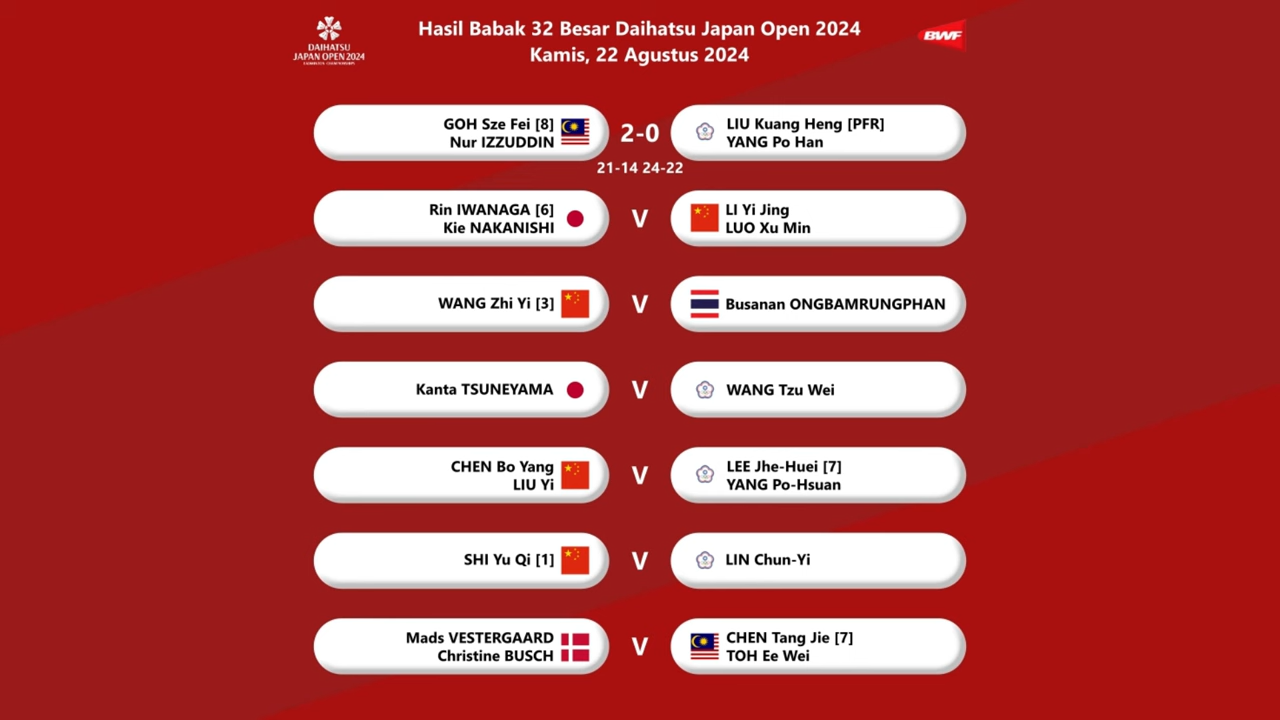 Hasil Babak 32 Besar Daihatsu Japan Open 2024
Kamis, 22 Agustus 2024
DAIHATSU
JAPAN OPEN 2024
BWF
GOH Sze Fei [8]
Nur IZZUDDIN
2-0
LIU Kuang Heng [PFR]
YANG Po Han
21-14 24-22
Rin IWANAGA [6]
Kie NAKANISHI
V
LI Yi Jing
LUO Xu Min
WANG Zhi Yi [3]
V
Busanan ONGBAMRUNGPHAN
Kanta TSUNEYAMA
V
WANG Tzu Wei
CHEN Bo Yang
LIU Yi
V
LEE Jhe-Huei [7]
YANG Po-Hsuan
SHI Yu Qi [1]
V
LIN Chun-Yi
Mads VESTERGAARD
Christine BUSCH
V
CHEN Tang Jie [7]
TOH Ee Wei